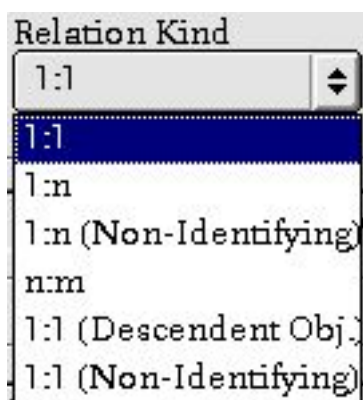 Relation Kind
1:1
1:1
1:n
1:n (Non-Identifying)
n:m
1:1 (Descendent Obj.)
1:1 (Non-Identifying)